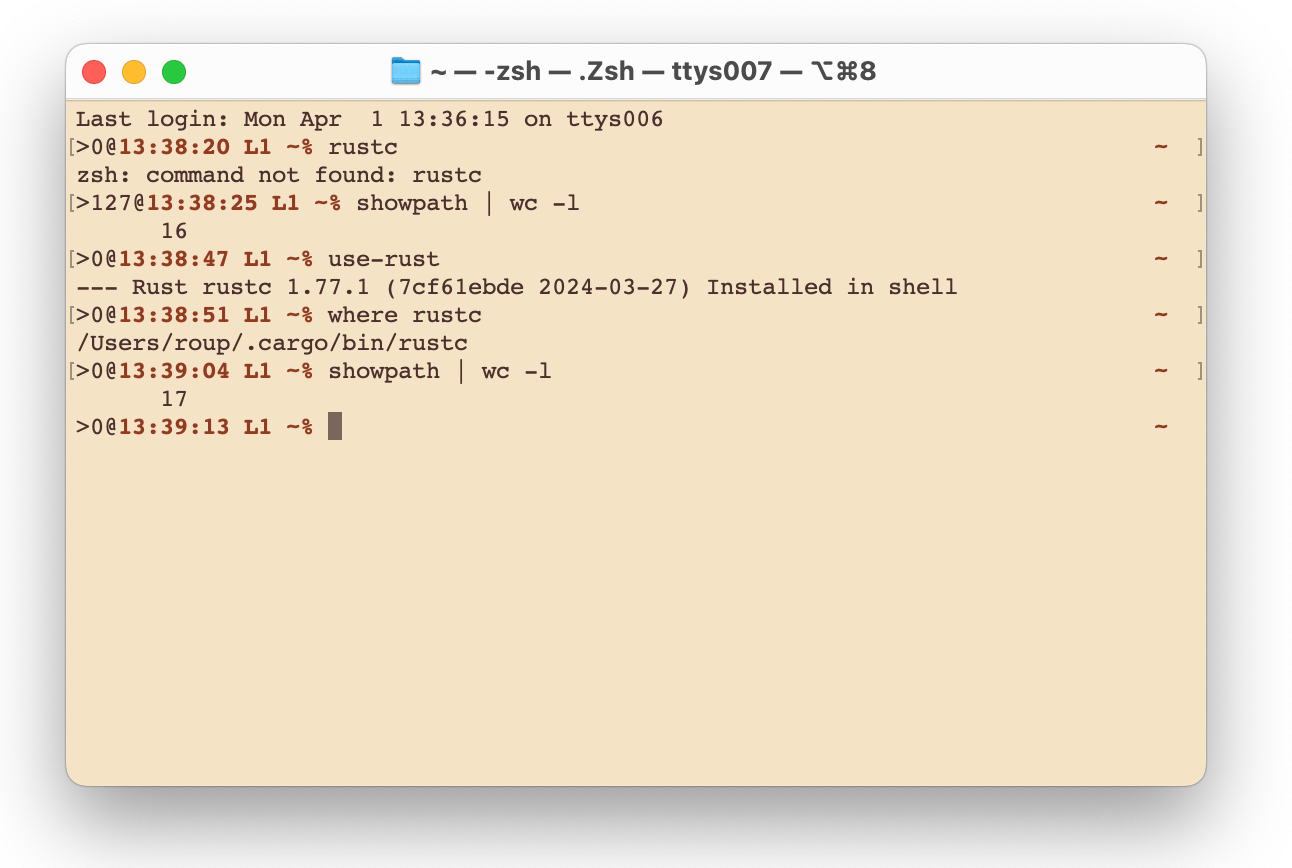 ~ — -zsh — .Zsh — ttys007 — ⌥⌘8
Last login: Mon Apr  1 13:36:15 on ttys006
[>0@13:38:20 L1 ~% rustc ~ ]
zsh: command not found: rustc
[>127@13:38:25 L1 ~% showpath | wc -l ~ ]
      16
[>0@13:38:47 L1 ~% use-rust ~ ]
--- Rust rustc 1.77.1 (7cf61ebde 2024-03-27) Installed in shell
[>0@13:38:51 L1 ~% where rustc ~ ]
/Users/roup/.cargo/bin/rustc
[>0@13:39:04 L1 ~% showpath | wc -l ~ ]
      17
>0@13:39:13 L1 ~% ~